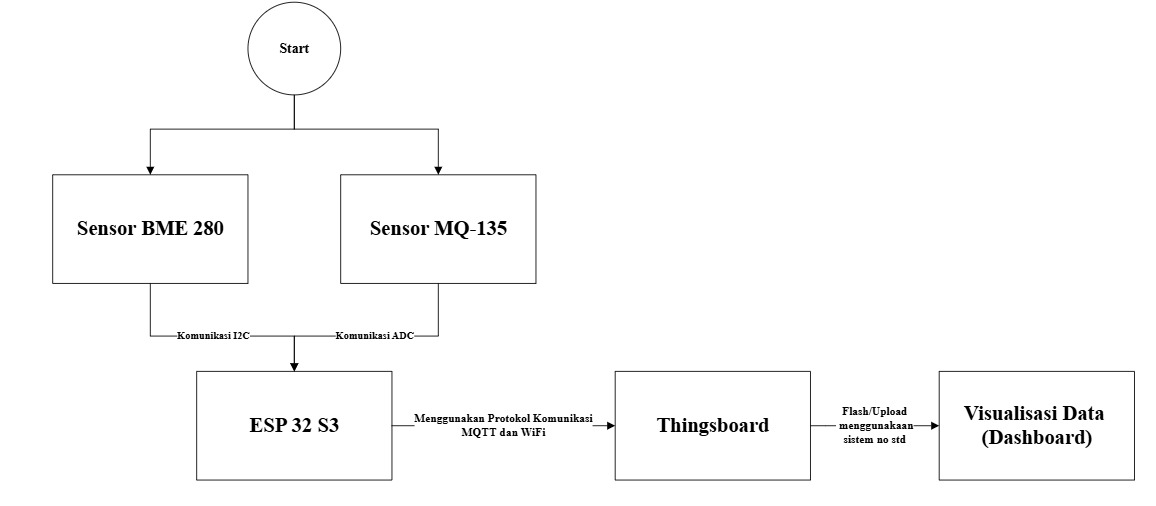 Start
Sensor BME 280
Sensor MQ-135
Komunikasi I2C
Komunikasi ADC
ESP 32 S3
Menggunakan Protokol Komunikasi
MQTT dan WiFi
Thingsboard
Flash/Upload
menggunakaan
sistem no std
Visualisasi Data
(Dashboard)